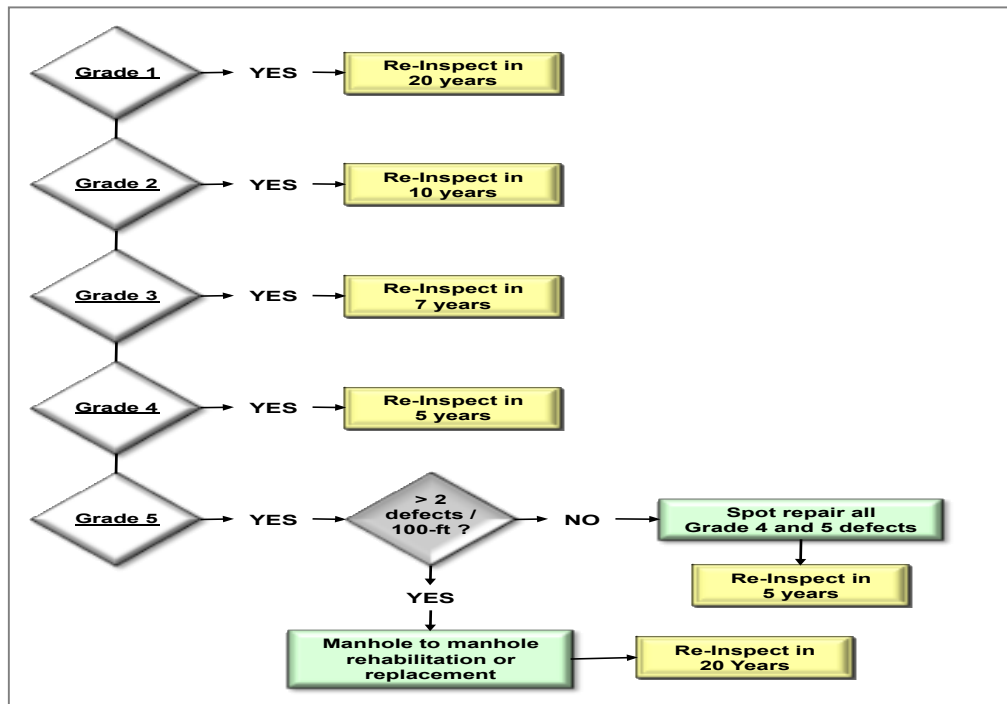 Grade 1
YES
Re-Inspect in
20 years
Grade 2
YES
Re-Inspect in
10 years
Grade 3
YES
Re-Inspect in
7 years
Grade 4
YES
Re-Inspect in
5 years
Grade 5
YES
> 2
defects /
100-ft ?
NO
Spot repair all
Grade 4 and 5 defects
Re-Inspect in
5 years
YES
Manhole to manhole
rehabilitation or
replacement
Re-Inspect in
20 Years